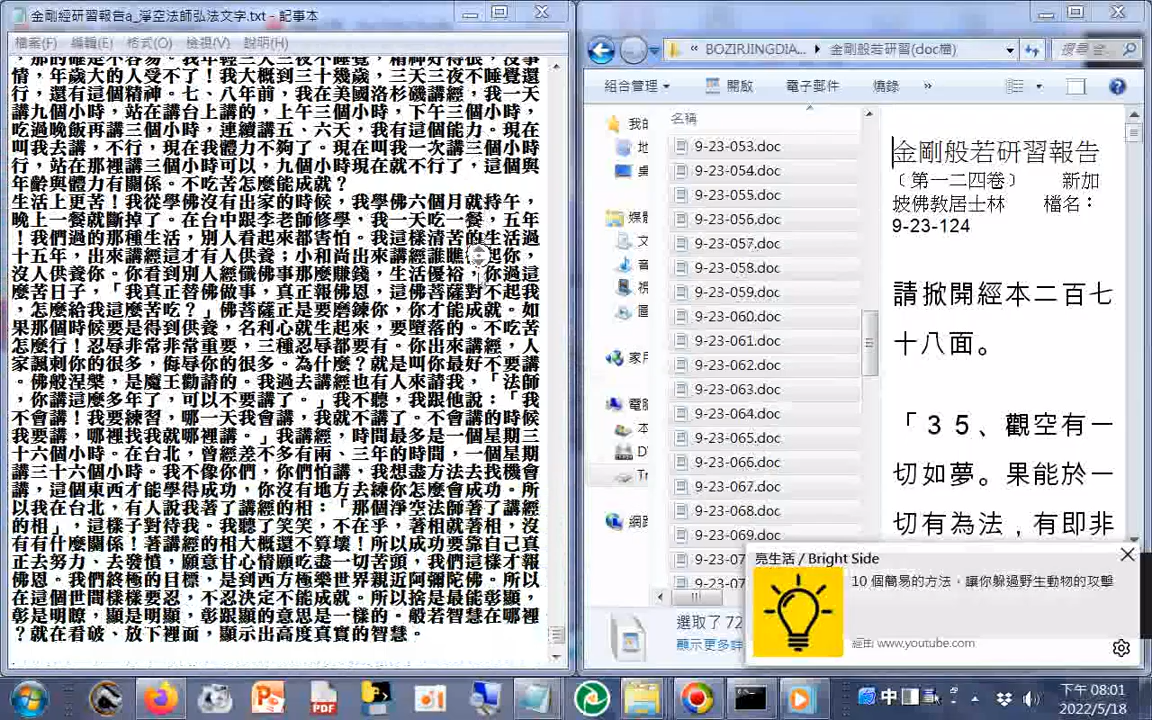 金剛經研習報告a_淨空法師弘法文字.txt - 記事本
檔案(F) 編輯(E) 格式(O) 檢視(V) 說明(H)
情，年歲大的人受不了！我大概到三十幾歲，三天三夜不睡覺還
行，還有這個精神。七、八年前，我在美國洛杉磯講經，我一天
講九個小時，站在講台上講的，上午三個小時，下午三個小時，
吃過晚飯再講三個小時，連續講五、六天，我有這個能力。現在
叫我去講，不行，現在我體力不夠了。現在叫我一次講三個小時
行，站在那裡講三個小時可以，九個小時現在就不行了，這個與
年齡與體力有關係。不吃苦怎麼能成就？
生活上更苦！我從學佛沒有出家的時候，我學佛六個月就持午，
晚上一餐就斷掉了。在台中跟李老師修學，我一天吃一餐，五年
！我們過的那種生活，別人看起來都害怕。我這樣清苦的生活過
十五年，出來講經這才有人供養；小和尚出來講經誰瞧得起你，
沒人供養你。你看到別人經懺佛事那麼賺錢，生活優裕，你過這
麼苦日子，「我真正替佛做事，真正報佛恩，這佛菩薩對不起我
，怎麼給我這麼苦吃？」佛菩薩正是要磨鍊你，你才能成就。如
果那個時候要是得到供養，名利心就生起來，要墮落的。不吃苦
怎麼行！忍辱非常非常重要，三種忍辱都要有。你出來講經，人
家諷刺你的很多，侮辱你的很多。為什麼？就是叫你最好不要講
。佛般涅槃，是魔王勸請的。我過去講經也有人來請我，「法師
，你講這麼多年了，可以不要講了。」我不聽，我跟他說：「我
不會講！我要練習，哪一天我會講，我就不講了。不會講的時候
我要講，哪裡找我就哪裡講。」我講經，時間最多是一個星期三
十六個小時。在台北，曾經差不多有兩、三年的時間，一個星期
講三十六個小時。我不像你們，你們怕講，我想盡方法去找機會
講，這個東西才能學得成功，你沒有地方去練你怎麼會成功。所
以我在台北，有人說我著了講經的相：「那個淨空法師著了講經
的相」，這樣子對待我。我聽了笑笑，不在乎，著相就著相，沒
有有什麼關係！著講經的相大概還不算壞！所以成功要靠自己真
正去努力、去發憤，願意甘心情願吃盡一切苦頭，我們這樣才報
佛恩。我們終極的目標，是到西方極樂世界親近阿彌陀佛。所以
在這個世間樣樣要忍，不忍決定不能成就。所以捨是最能彰顯，
彰是明瞭，顯是明顯，彰跟顯的意思是一樣的。般若智慧在哪裡
？就在看破、放下裡面，顯示出高度真實的智慧。
« BOZIRJINGDIA... ▸ 金剛般若研習(doc檔)
搜尋 金...
組合管理 開啟 電子郵件 燒錄 »
我的
媒體
家用
電腦
網路
名稱
9-23-053.doc
9-23-054.doc
9-23-055.doc
9-23-056.doc
9-23-057.doc
9-23-058.doc
9-23-059.doc
9-23-060.doc
9-23-061.doc
9-23-062.doc
9-23-063.doc
9-23-064.doc
9-23-065.doc
9-23-066.doc
9-23-067.doc
9-23-068.doc
9-23-069.doc
9-23-07
9-23-07
選取了 72
顯示更多詳
金剛般若研習報告
（第一二四卷） 新加
坡佛教居士林 檔名：
9-23-124
請掀開經本二百七
十八面。
「３５、觀空有一
切如夢。果能於一
切有為法，有即非
亮生活 / Bright Side
10 個簡易的方法，讓你躲過野生動物的攻擊
經由 www.youtube.com
PDF
中
下午 08:01
2022/5/18